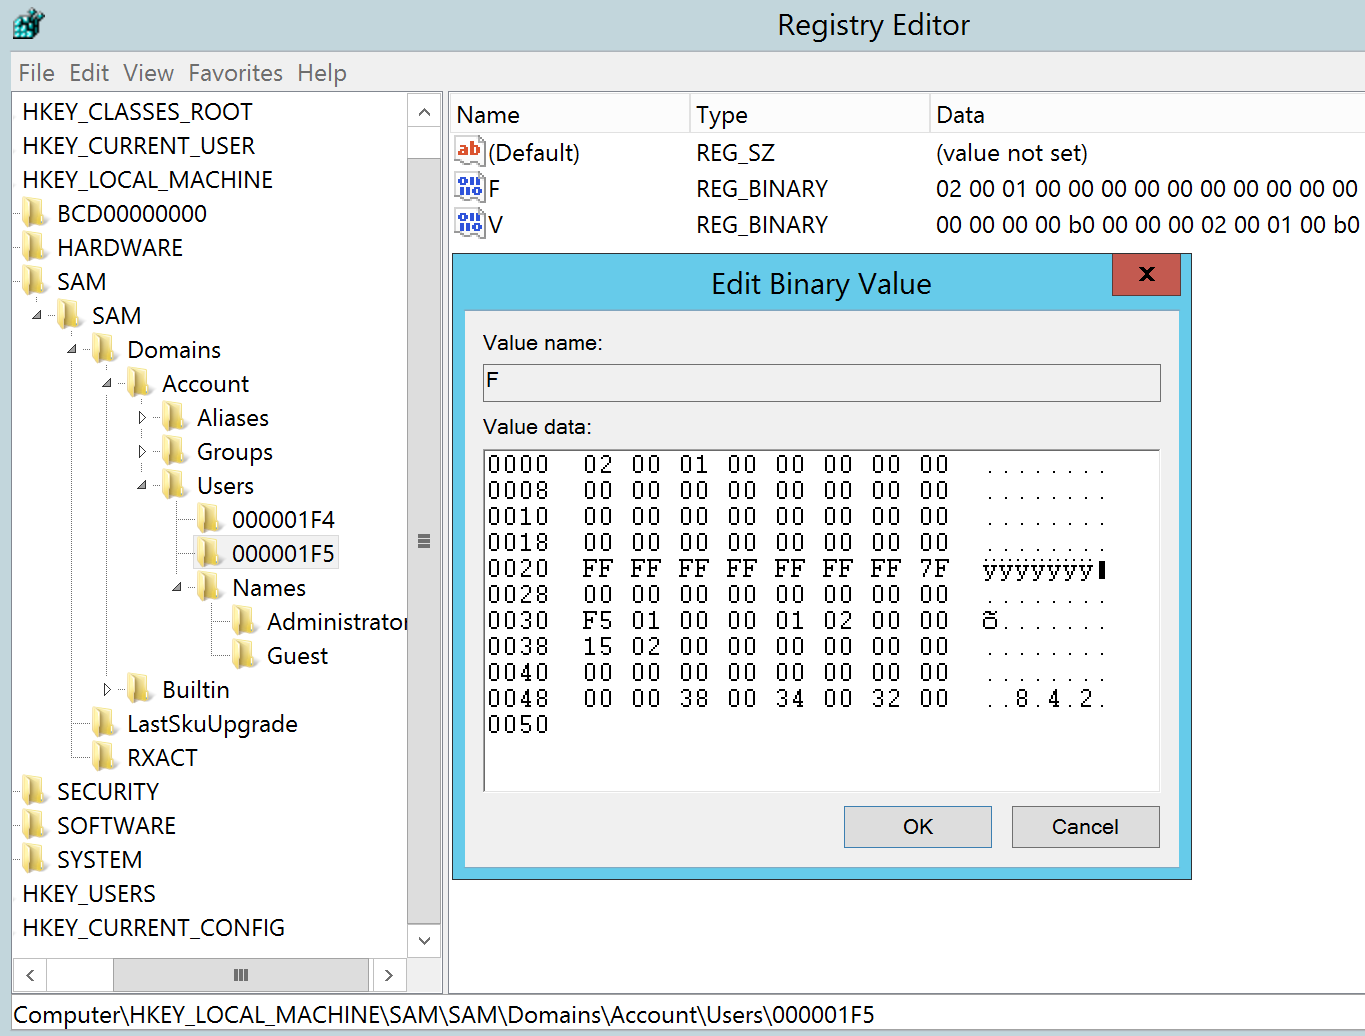 Registry Editor
File Edit View Favorites Help
HKEY_CLASSES_ROOT
HKEY_CURRENT_USER
HKEY_LOCAL_MACHINE
BCD00000000
HARDWARE
SAM
SAM
Domains
Account
Aliases
Groups
Users
000001F4
000001F5
Names
Administrator
Guest
Builtin
LastSkuUpgrade
RXACT
SECURITY
SOFTWARE
SYSTEM
HKEY_USERS
HKEY_CURRENT_CONFIG
Name Type Data
(Default) REG_SZ (value not set)
F REG_BINARY 02 00 01 00 00 00 00 00 00 00 00 00 00
V REG_BINARY 00 00 00 00 b0 00 00 00 02 00 01 00 b0
Edit Binary Value
Value name:
F
Value data:
0000 02 00 01 00 00 00 00 00 ........
0008 00 00 00 00 00 00 00 00 ........
0010 00 00 00 00 00 00 00 00 ........
0018 00 00 00 00 00 00 00 00 ........
0020 FF FF FF FF FF FF FF 7F ÿÿÿÿÿÿÿ▌
0028 00 00 00 00 00 00 00 00 ........
0030 F5 01 00 00 01 02 00 00 õ.......
0038 15 02 00 00 00 00 00 00 ........
0040 00 00 00 00 00 00 00 00 ........
0048 00 00 38 00 34 00 32 00 ..8.4.2.
0050
OK Cancel
Computer\HKEY_LOCAL_MACHINE\SAM\SAM\Domains\Account\Users\000001F5